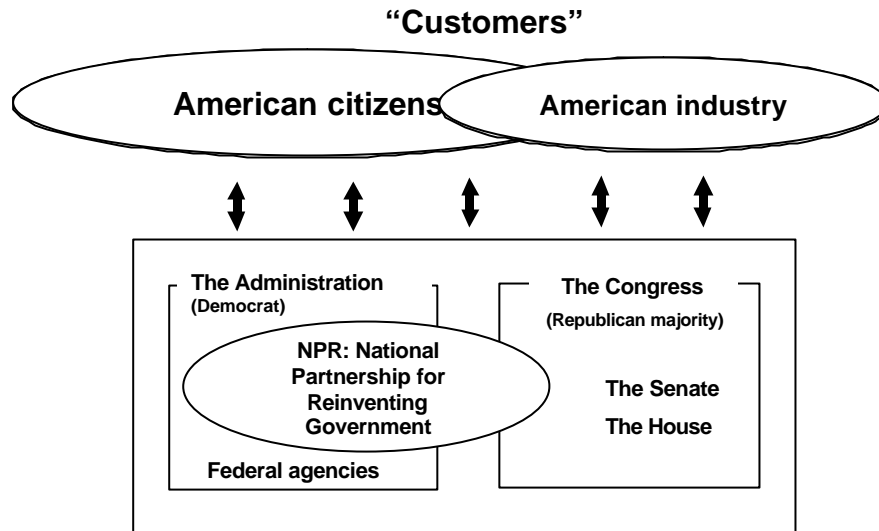 “Customers”
American citizens
American industry
The Administration
(Democrat)
NPR: National
Partnership for
Reinventing
Government
Federal agencies
The Congress
(Republican majority)
The Senate
The House